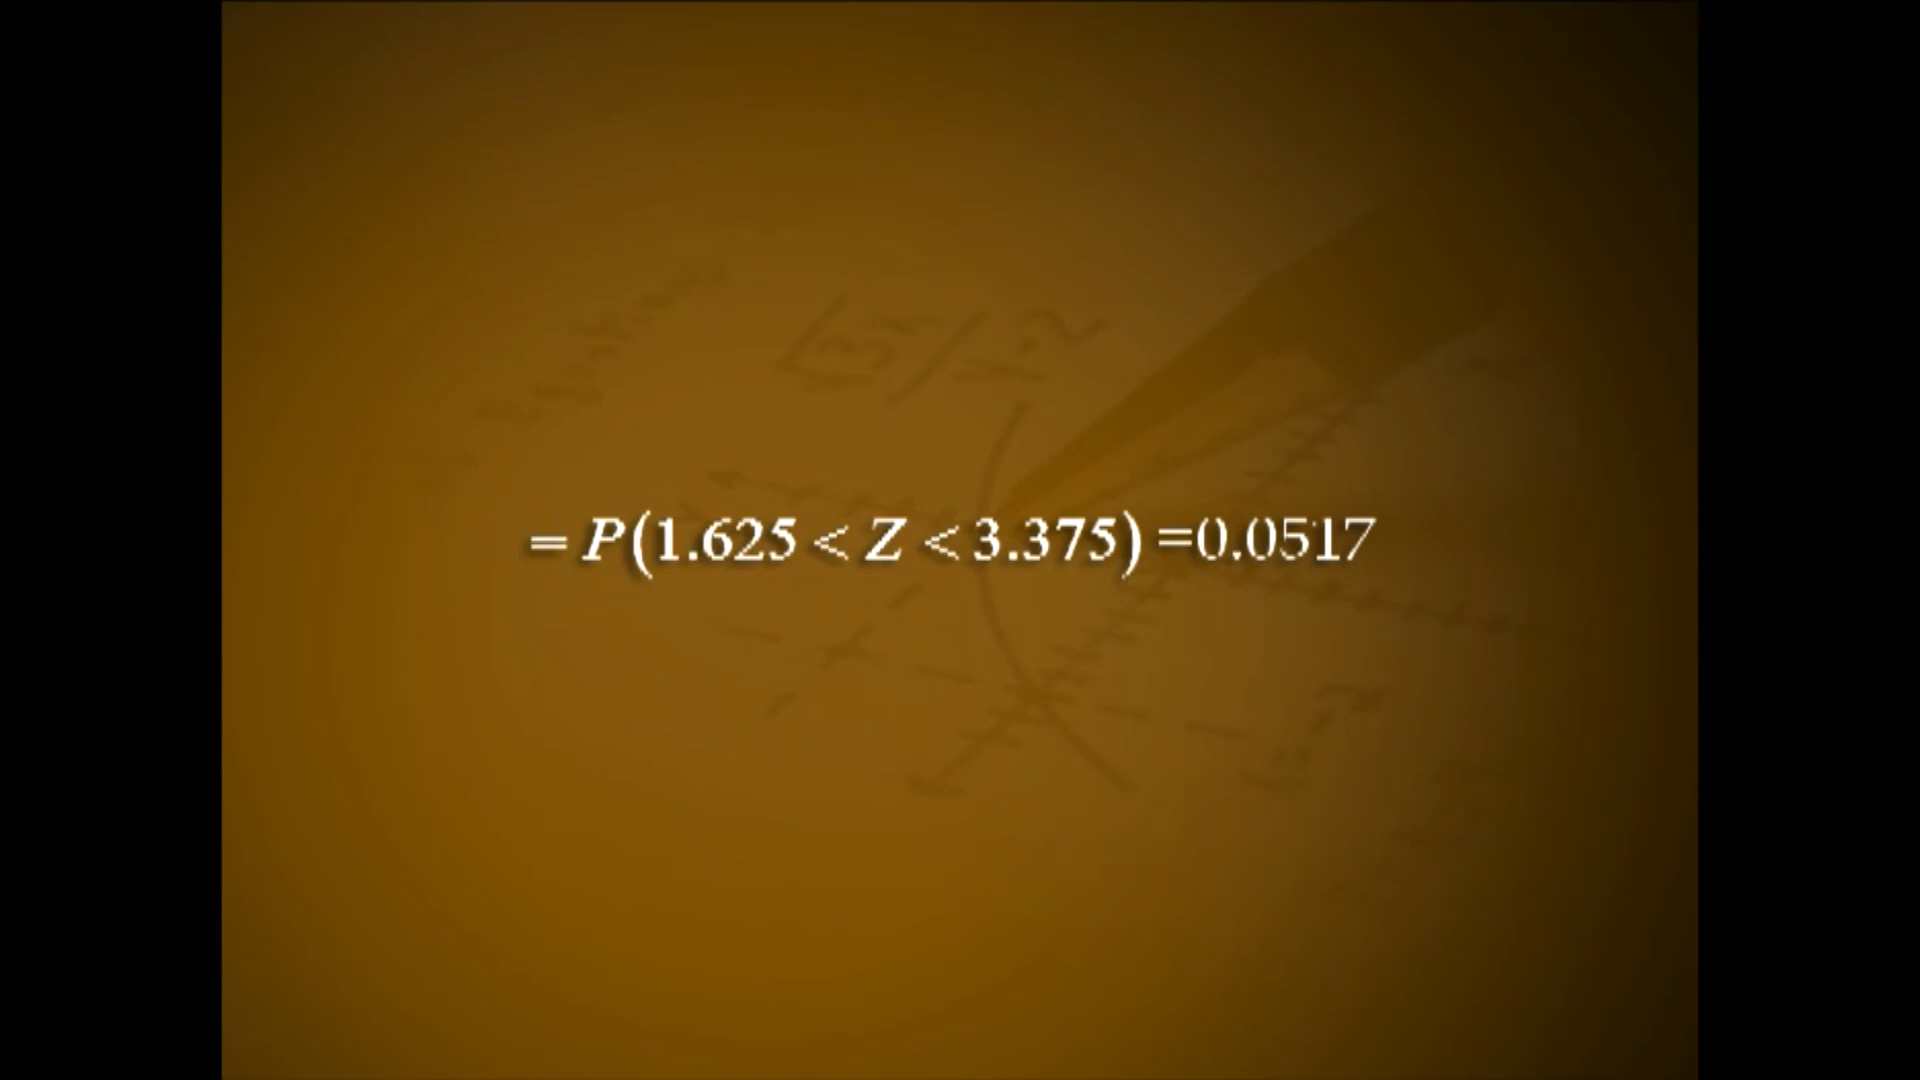 = P(1.625 < Z < 3.375) =0.0517